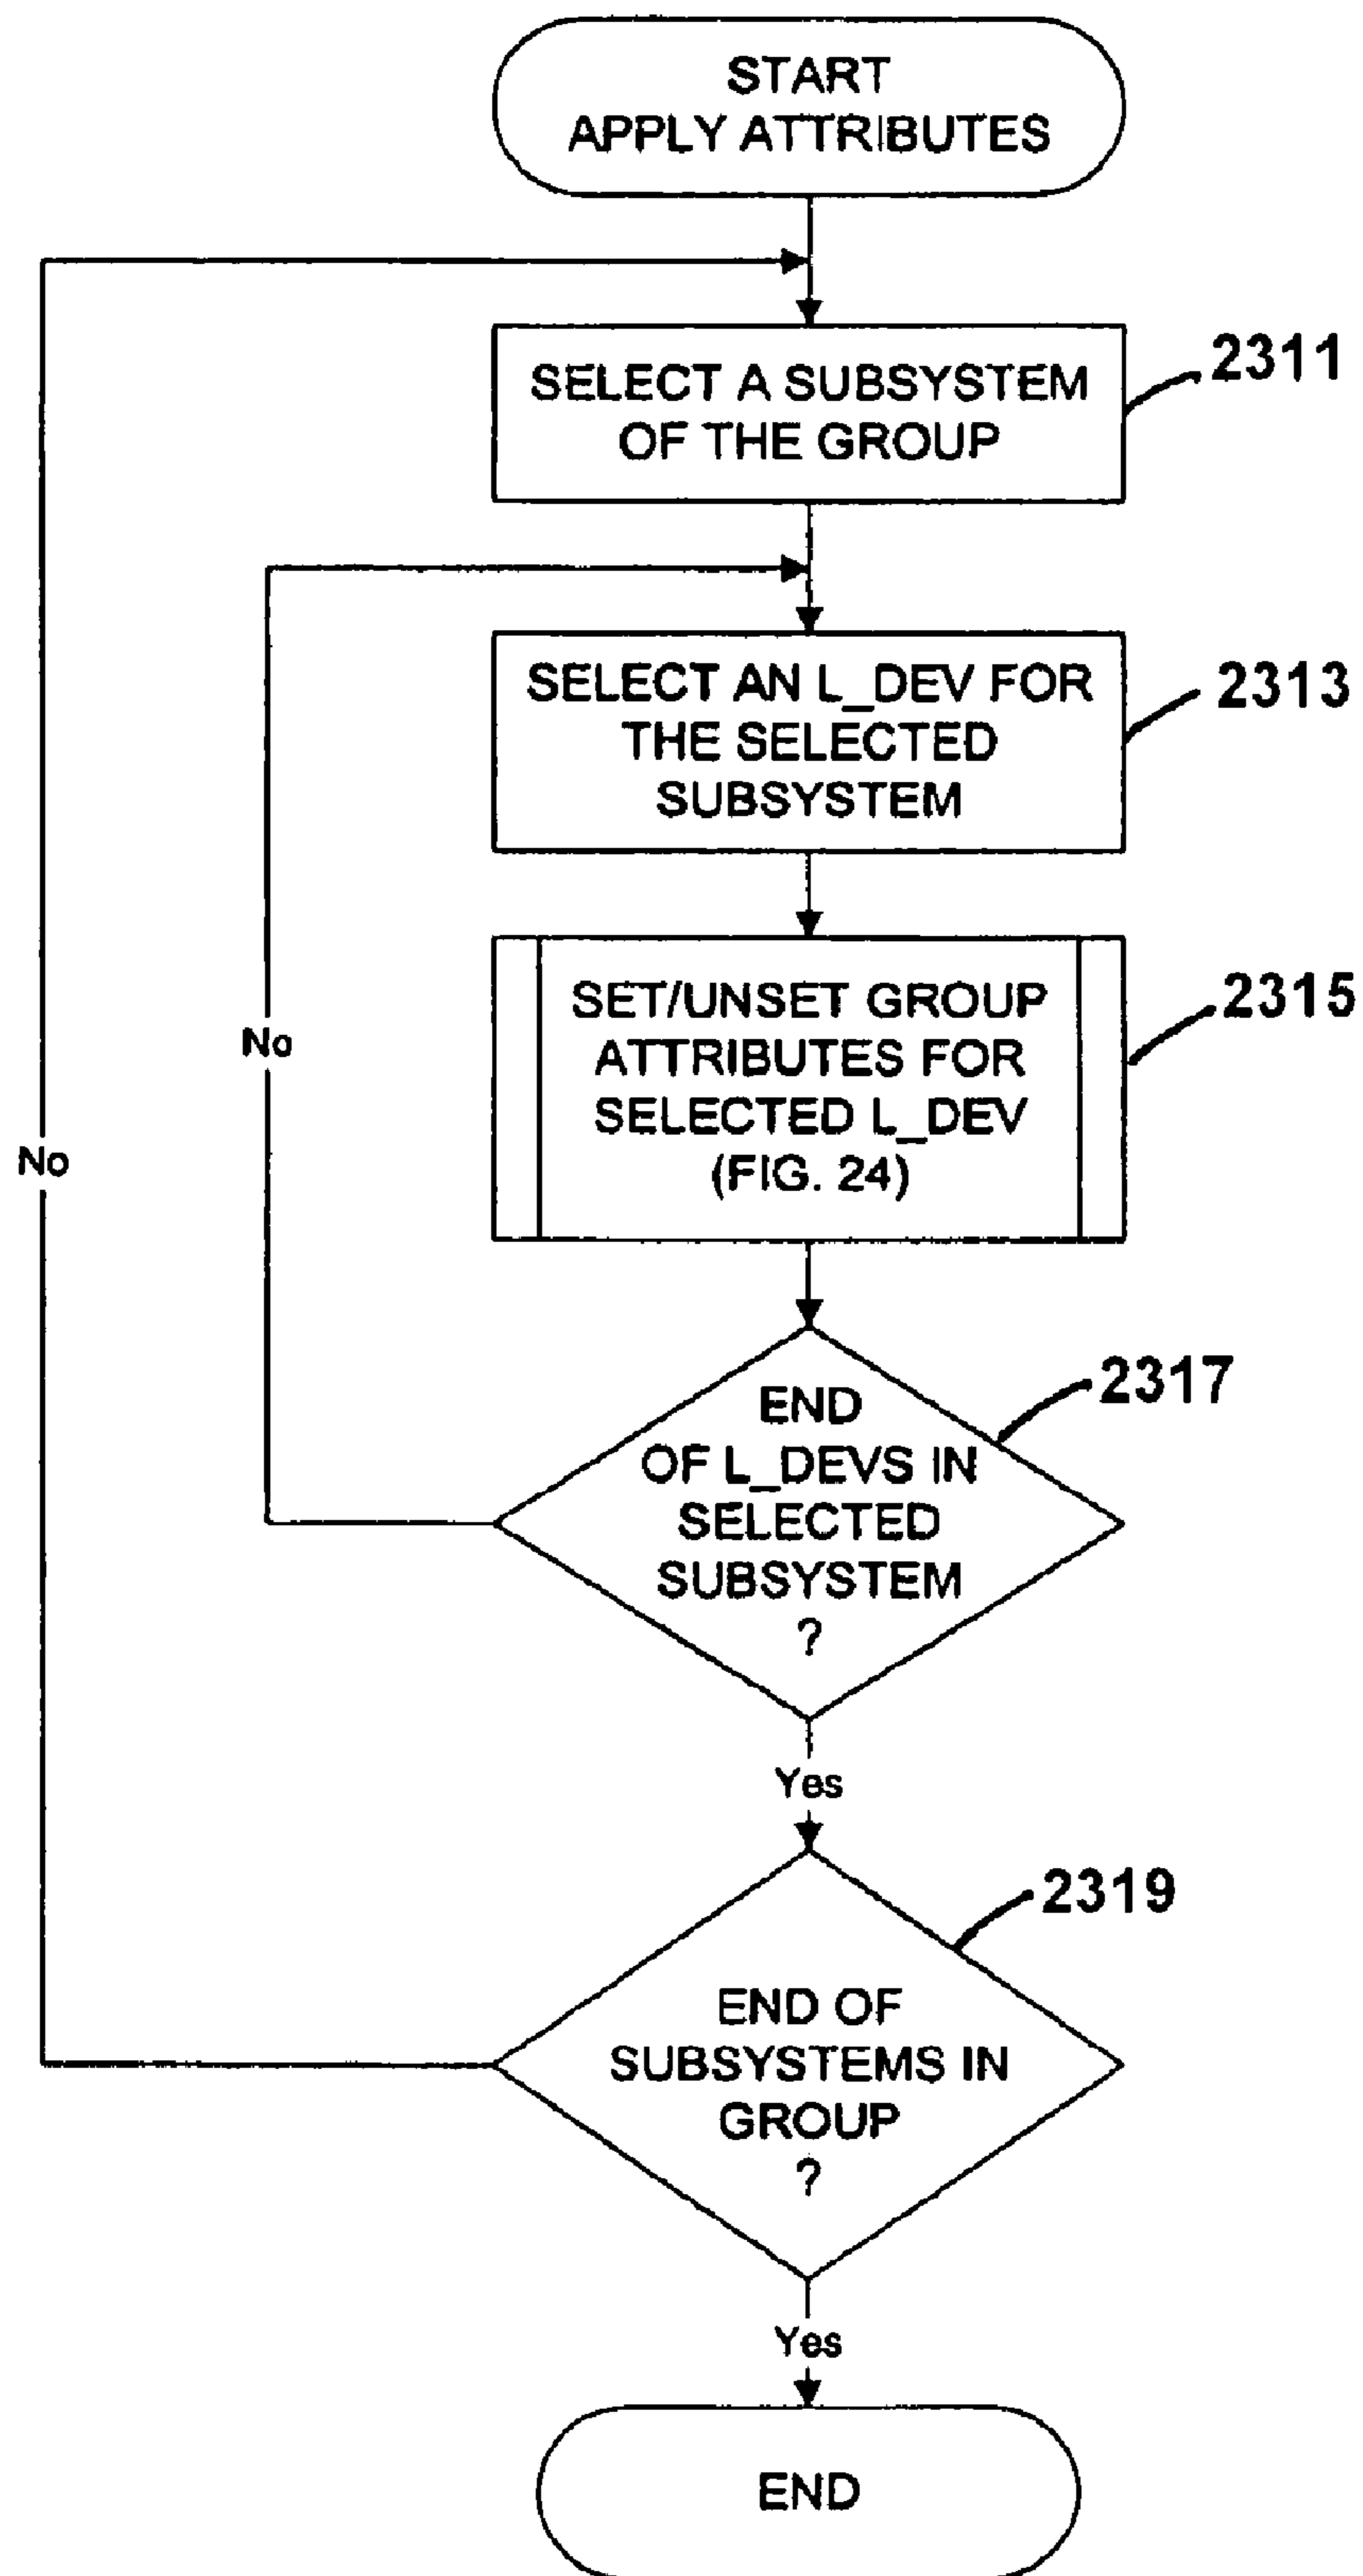 START
APPLY ATTRIBUTES
SELECT A SUBSYSTEM
OF THE GROUP
2311
SELECT AN L_DEV FOR
THE SELECTED
SUBSYSTEM
2313
SET/UNSET GROUP
ATTRIBUTES FOR
SELECTED L_DEV
(FIG. 24)
2315
No
No
END
OF L_DEVS IN
SELECTED
SUBSYSTEM
?
2317
Yes
END OF
SUBSYSTEMS IN
GROUP
?
2319
Yes
END